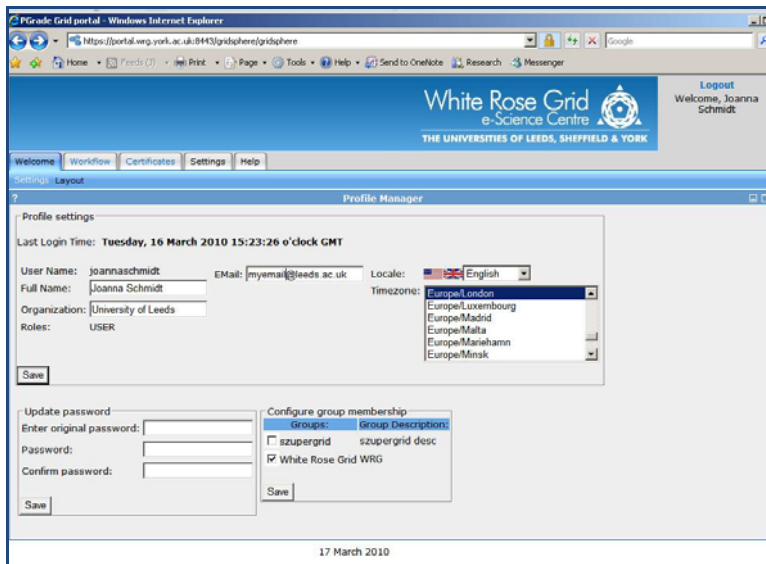 PGrade Grid portal - Windows Internet Explorer
https://portal.wrg.york.ac.uk:8443/gridsphere/gridsphere
Google
Home Feeds (J) Print Page Tools Help Send to OneNote Research Messenger
White Rose Grid
e-Science Centre
THE UNIVERSITIES OF LEEDS, SHEFFIELD & YORK
Logout
Welcome, Joanna
Schmidt
Welcome Workflow Certificates Settings Help
Settings Layout
? Profile Manager
Profile settings
Last Login Time: Tuesday, 16 March 2010 15:23:26 o'clock GMT
User Name: joannaschmidt EMail: myemail@leeds.ac.uk Locale: English
Full Name: Joanna Schmidt Timezone: Europe/London
Europe/Luxembourg
Organization: University of Leeds Europe/Madrid
Europe/Malta
Roles: USER Europe/Mariehamn
Europe/Minsk
Save
Update password Configure group membership
Enter original password: Groups: Group Description:
szupergrid szupergrid desc
Password:
White Rose Grid WRG
Confirm password:
Save
Save
17 March 2010